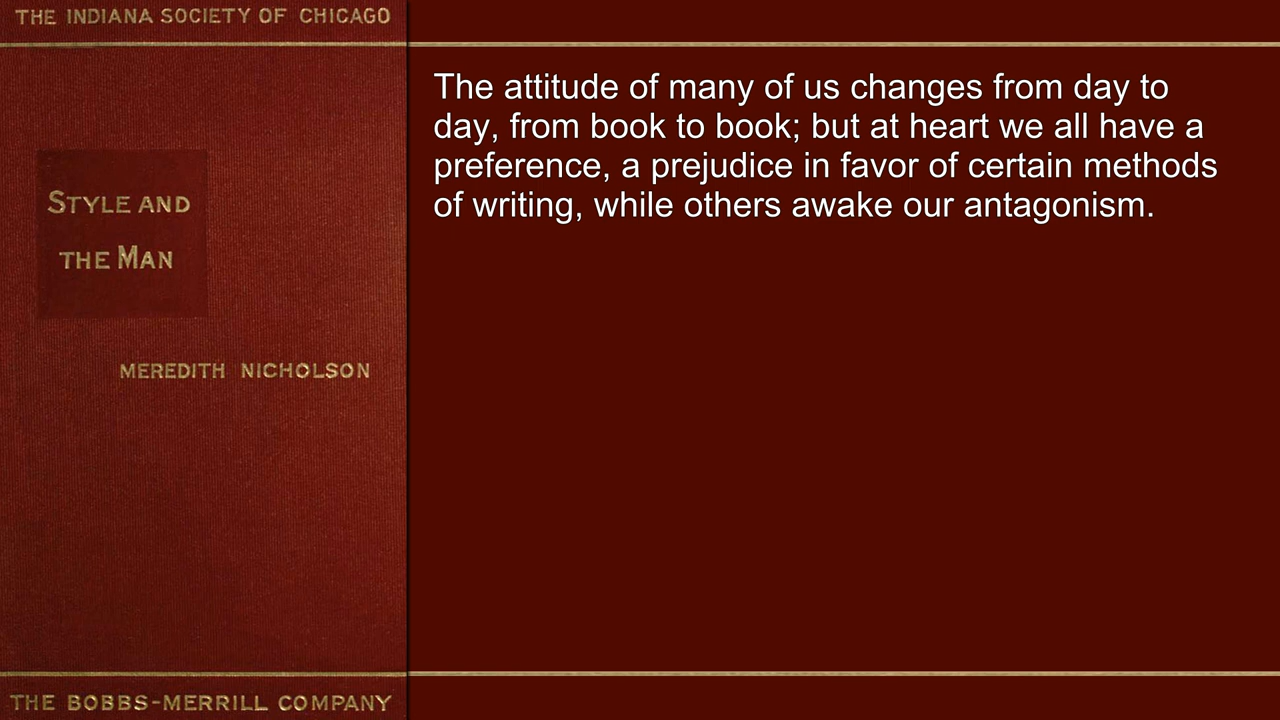 THE INDIANA SOCIETY OF CHICAGO
STYLE AND
THE MAN
MEREDITH NICHOLSON
THE BOBBS-MERRILL COMPANY
The attitude of many of us changes from day to
day, from book to book; but at heart we all have a
preference, a prejudice in favor of certain methods
of writing, while others awake our antagonism.